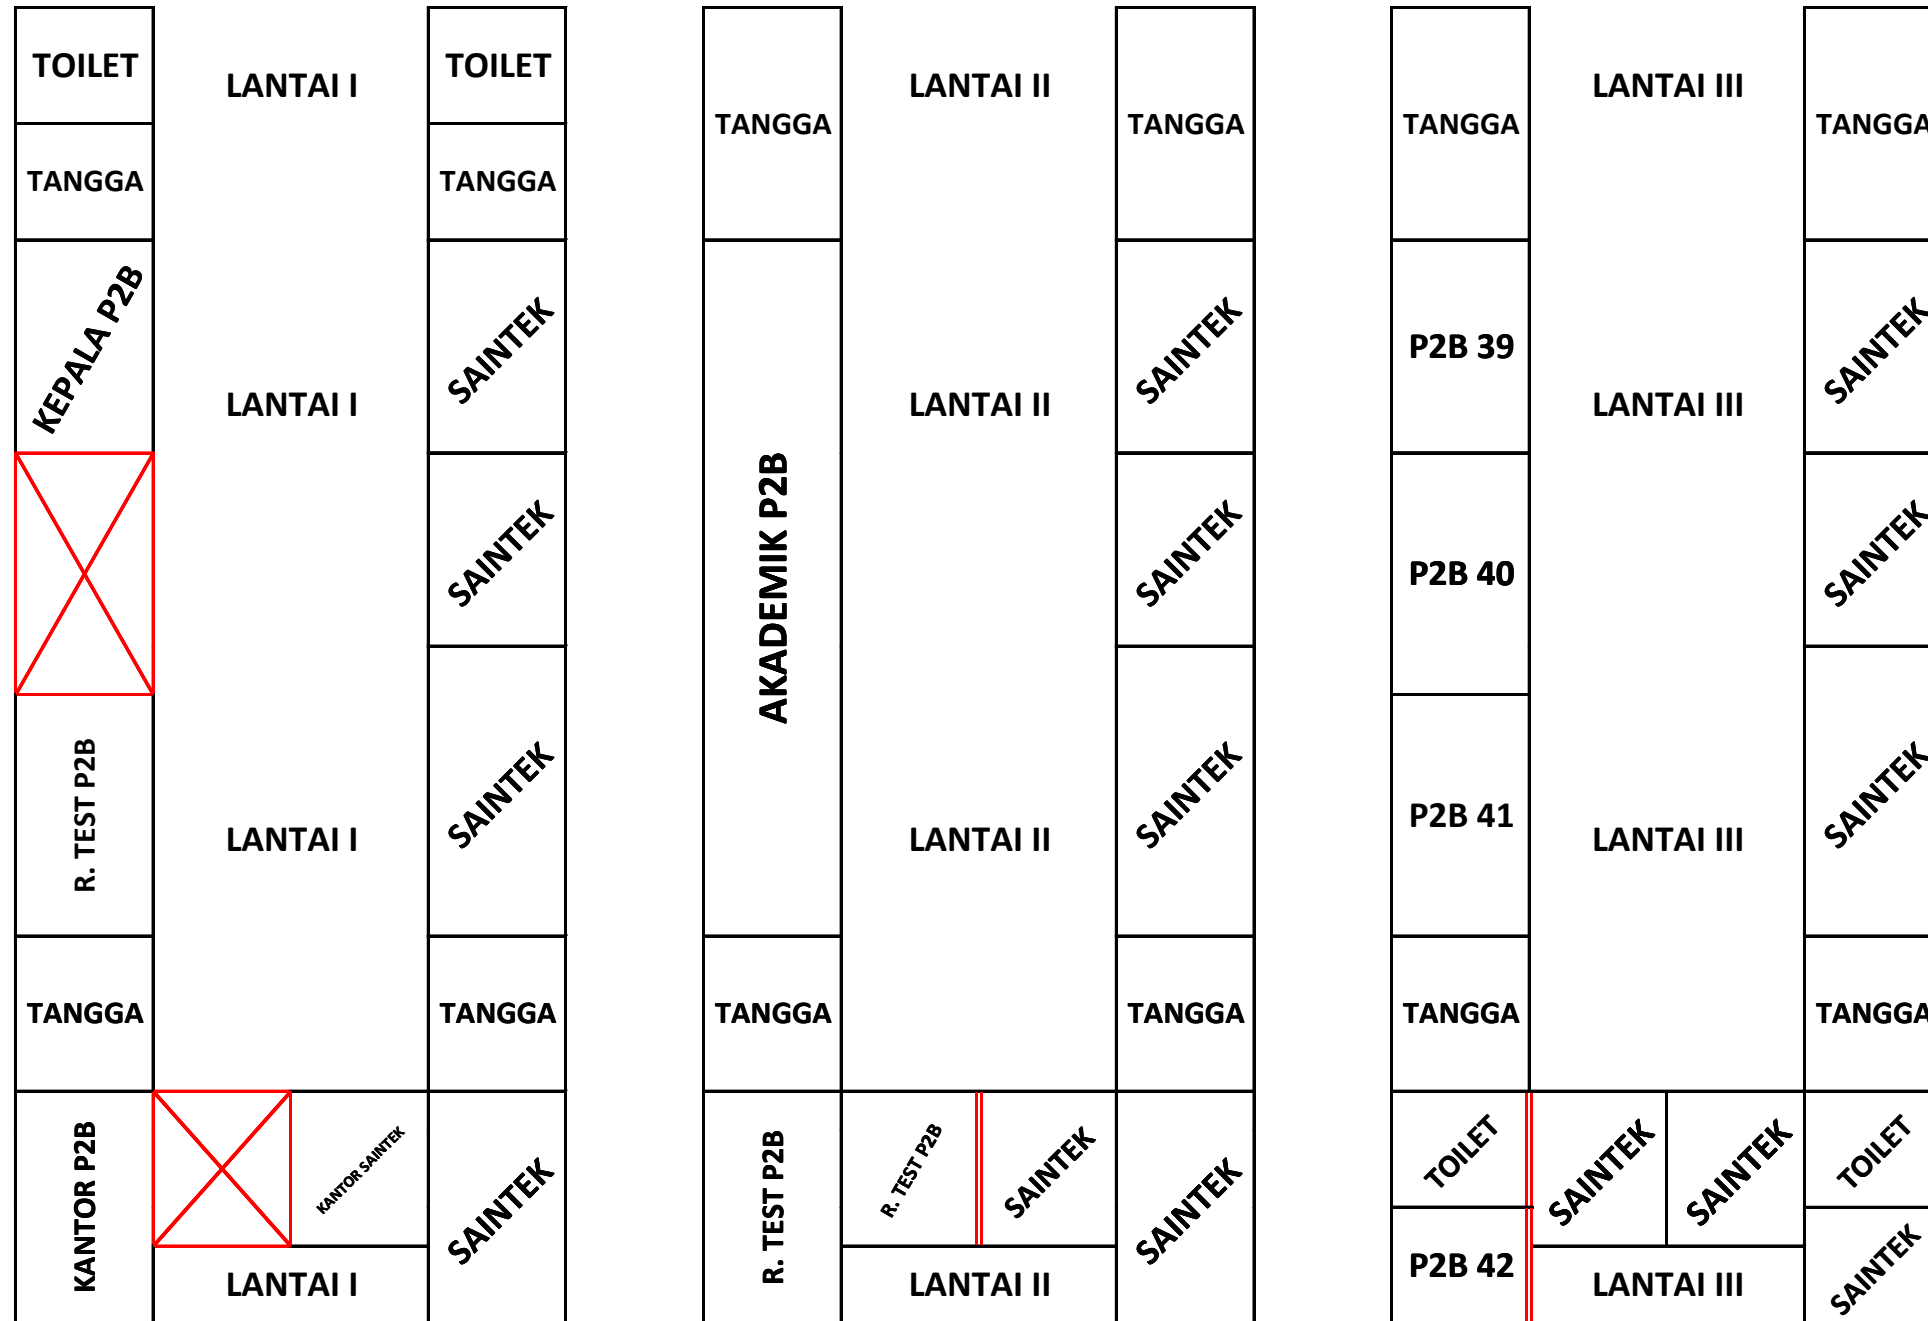 TOILET
LANTAI I
TOILET
TANGGA
TANGGA
KEPALA P2B
LANTAI I
SAINTEK
SAINTEK
R. TEST P2B
LANTAI I
SAINTEK
TANGGA
TANGGA
KANTOR P2B
KANTOR SAINTEK
SAINTEK
LANTAI I
TANGGA
LANTAI II
TANGGA
AKADEMIK P2B
LANTAI II
SAINTEK
SAINTEK
LANTAI II
SAINTEK
TANGGA
TANGGA
R. TEST P2B
R. TEST P2B
SAINTEK
SAINTEK
LANTAI II
TANGGA
LANTAI III
TANGGA
P2B 39
LANTAI III
SAINTEK
P2B 40
SAINTEK
P2B 41
LANTAI III
SAINTEK
TANGGA
TANGGA
TOILET
SAINTEK
SAINTEK
TOILET
P2B 42
LANTAI III
SAINTEK